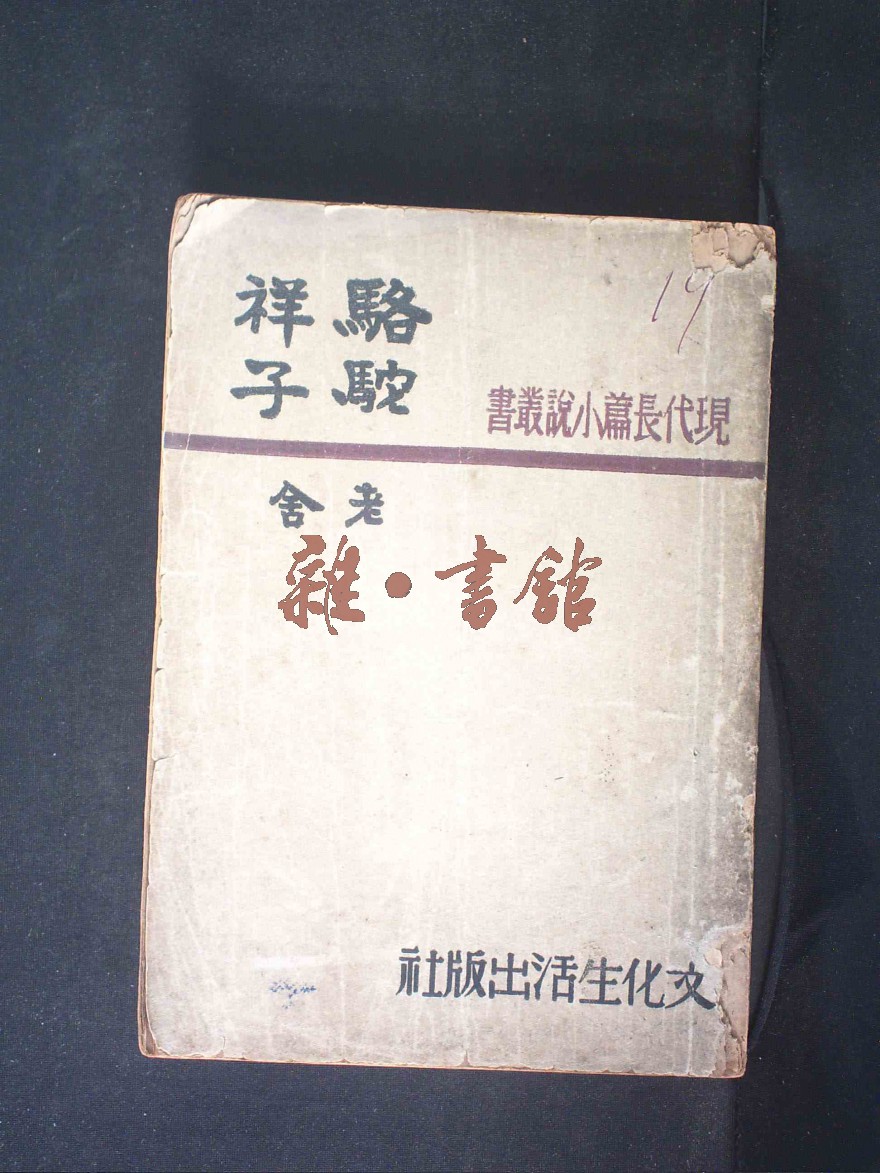 駱駝
祥子
19
現代長篇小說叢書
老舍
雜·書館
文化生活出版社